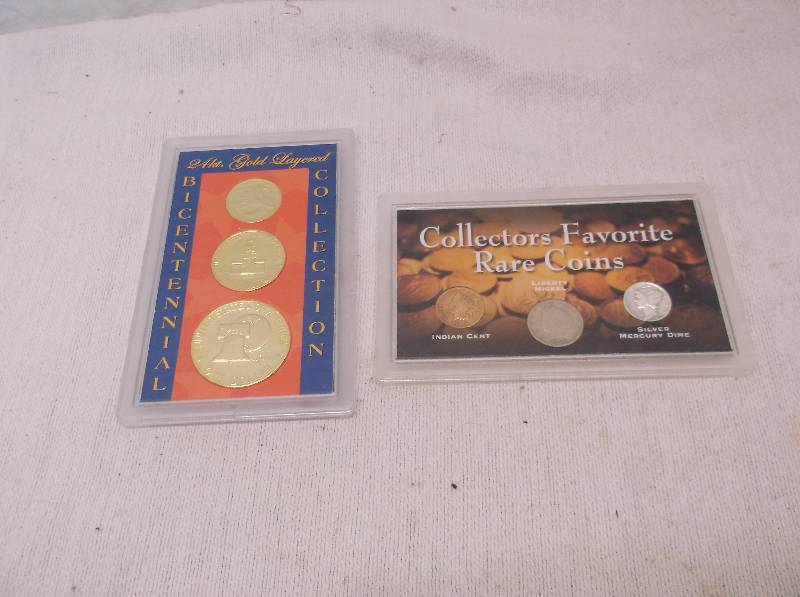 24kt. Gold Layered
BICENTENNIAL
COLLECTION
Collectors Favorite
Rare Coins
INDIAN CENT
LIBERTY
NICKEL
SILVER
MERCURY DIME